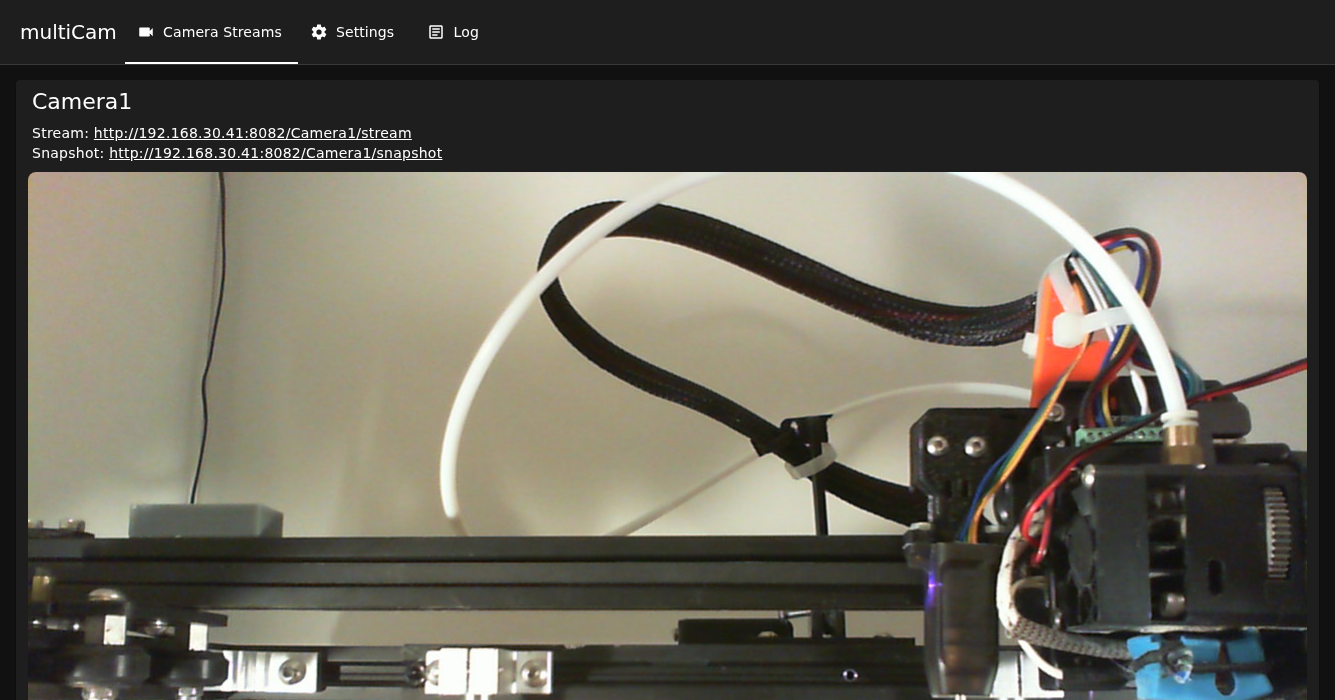 multiCam Camera Streams Settings Log
Camera1
Stream: http://192.168.30.41:8082/Camera1/stream
Snapshot: http://192.168.30.41:8082/Camera1/snapshot